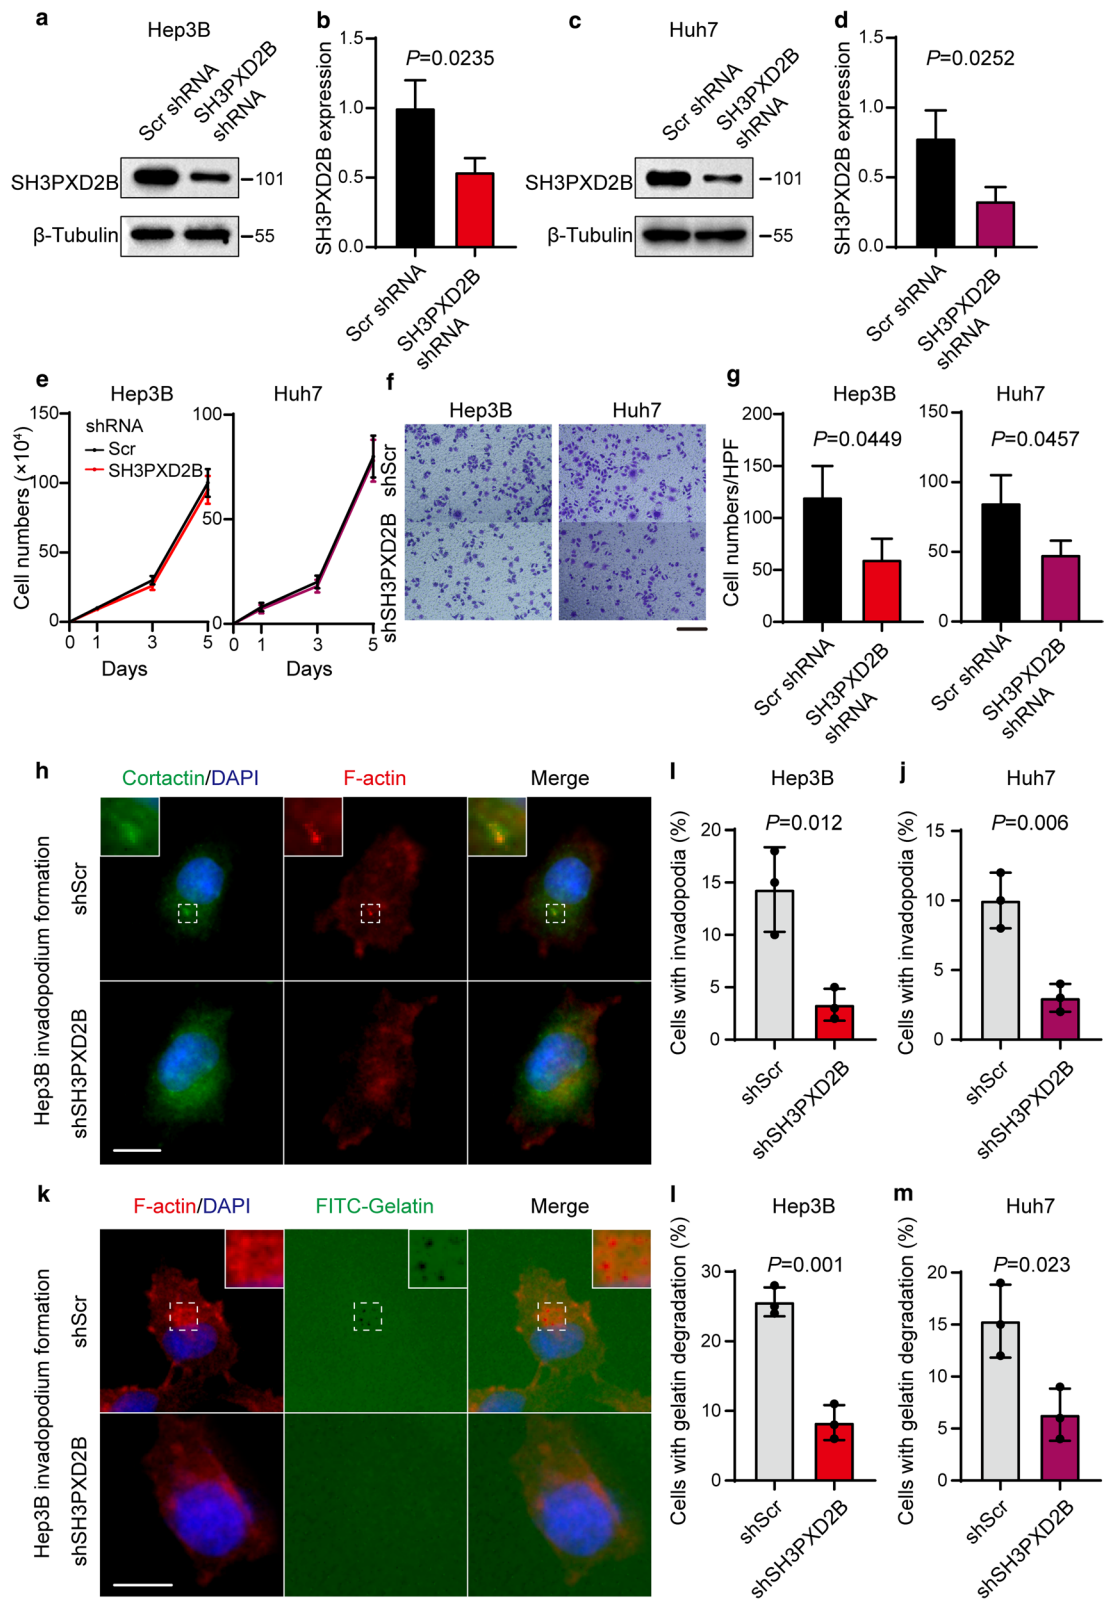 a
Hep3B
Scr shRNA
SH3PXD2B
shRNA
SH3PXD2B
101
β-Tubulin
55
b
SH3PXD2B expression
1.5
1.0
0.5
0.0
P=0.0235
Scr shRNA
SH3PXD2B
shRNA
c
Huh7
Scr shRNA
SH3PXD2B
shRNA
SH3PXD2B
101
β-Tubulin
55
d
SH3PXD2B expression
1.5
1.0
0.5
0.0
P=0.0252
Scr shRNA
SH3PXD2B
shRNA
e
Hep3B
Cell numbers (×10⁴)
150
100
50
0
shRNA
Scr
SH3PXD2B
0 1 3 5
Days
Huh7
100
50
0
0 1 3 5
Days
f
Hep3B
Huh7
shScr
shSH3PXD2B
g
Hep3B
Cell numbers/HPF
200
150
100
50
0
P=0.0449
Scr shRNA
SH3PXD2B
shRNA
Huh7
150
100
50
0
P=0.0457
Scr shRNA
SH3PXD2B
shRNA
h
Cortactin/DAPI
F-actin
Merge
Hep3B invadopodium formation
shScr
shSH3PXD2B
I
Hep3B
Cells with invadopodia (%)
20
15
10
5
0
P=0.012
shScr
shSH3PXD2B
j
Huh7
Cells with invadopodia (%)
15
10
5
0
P=0.006
shScr
shSH3PXD2B
k
F-actin/DAPI
FITC-Gelatin
Merge
Hep3B invadopodium formation
shScr
shSH3PXD2B
l
Hep3B
Cells with gelatin degradation (%)
30
20
10
0
P=0.001
shScr
shSH3PXD2B
m
Huh7
Cells with gelatin degradation (%)
20
15
10
5
0
P=0.023
shScr
shSH3PXD2B